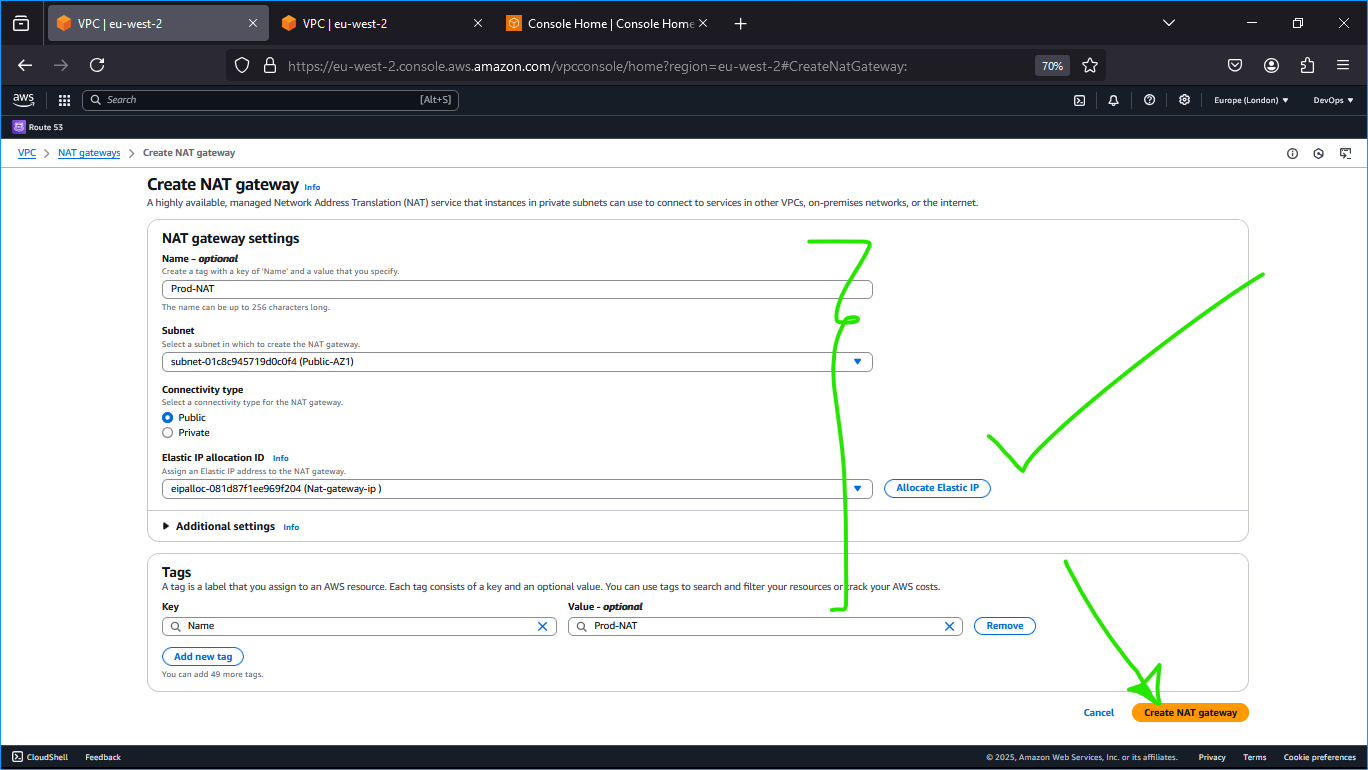 VPC | eu-west-2
VPC | eu-west-2
Console Home | Console Home
https://eu-west-2.console.aws.amazon.com/vpcconsole/home?region=eu-west-2#CreateNatGateway:
70%
aws
Search
[Alt+S]
Europe (London)
DevOps
Route 53
VPC > NAT gateways > Create NAT gateway
Create NAT gateway Info
A highly available, managed Network Address Translation (NAT) service that instances in private subnets can use to connect to services in other VPCs, on-premises networks, or the internet.
NAT gateway settings
Name – optional
Create a tag with a key of 'Name' and a value that you specify.
Prod-NAT
The name can be up to 256 characters long.
Subnet
Select a subnet in which to create the NAT gateway.
subnet-01c8c945719d0c0f4 (Public-AZ1)
Connectivity type
Select a connectivity type for the NAT gateway.
Public
Private
Elastic IP allocation ID Info
Assign an Elastic IP address to the NAT gateway.
eipalloc-081d87f1ee969f204 (Nat-gateway-ip )
Allocate Elastic IP
Additional settings Info
Tags
A tag is a label that you assign to an AWS resource. Each tag consists of a key and an optional value. You can use tags to search and filter your resources or track your AWS costs.
Key
Value – optional
Name
Prod-NAT
Remove
Add new tag
You can add 49 more tags.
Cancel
Create NAT gateway
CloudShell
Feedback
© 2025, Amazon Web Services, Inc. or its affiliates.
Privacy
Terms
Cookie preferences